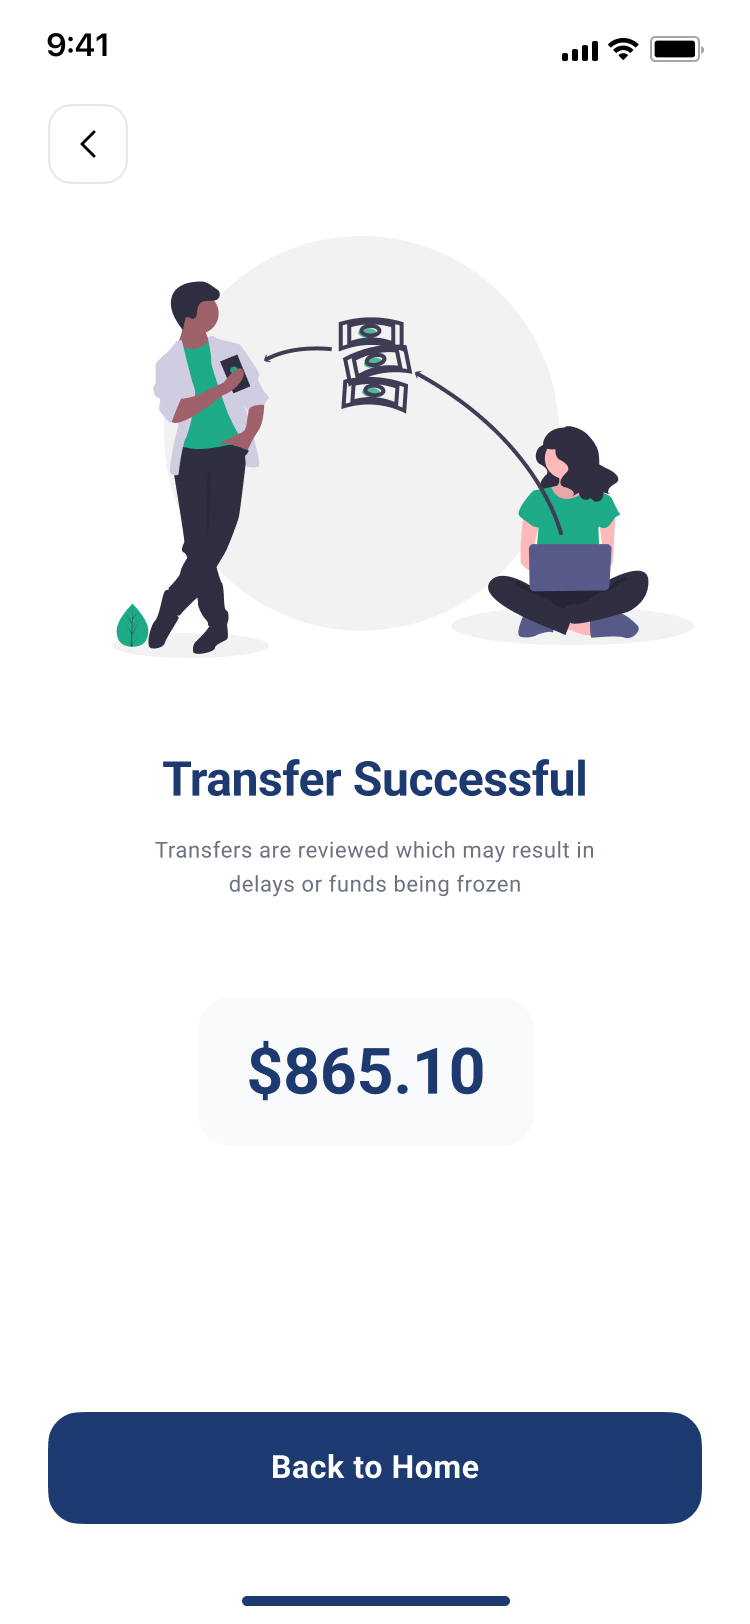 9:41
Transfer Successful
Transfers are reviewed which may result in
delays or funds being frozen
$865.10
Back to Home